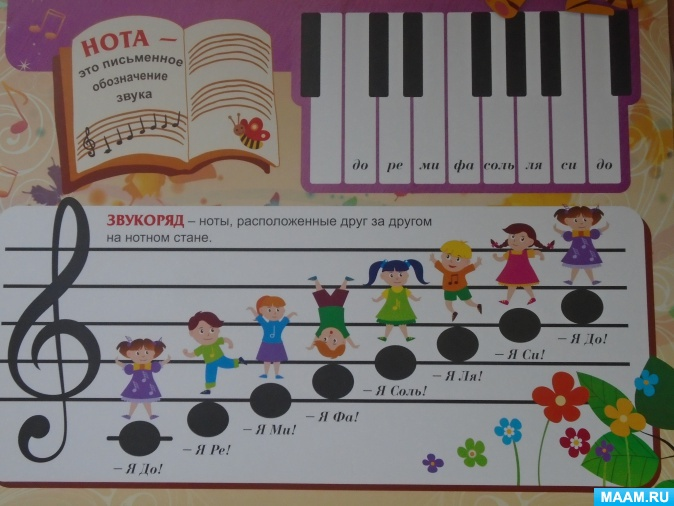 НОТА –
это письменное
обозначение
звука
до ре ми фа соль ля си до
ЗВУКОРЯД – ноты, расположенные друг за другом
на нотном стане.
– Я До!
– Я Ре!
– Я Ми!
– Я Фа!
– Я Соль!
– Я Ля!
– Я Си!
– Я До!
MAAM.RU